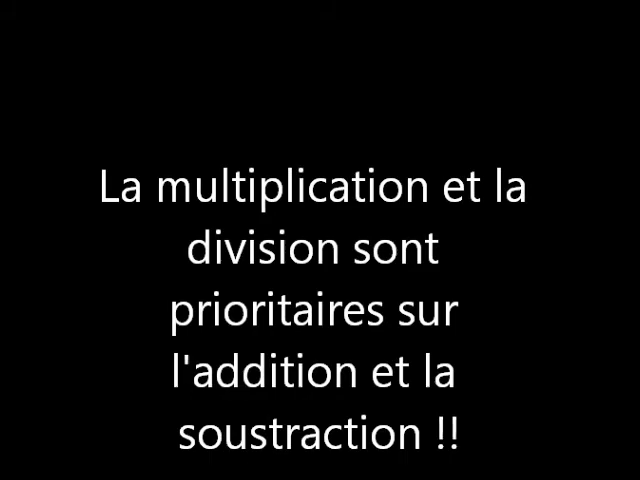 La multiplication et la
division sont
prioritaires sur
l'addition et la
soustraction !!